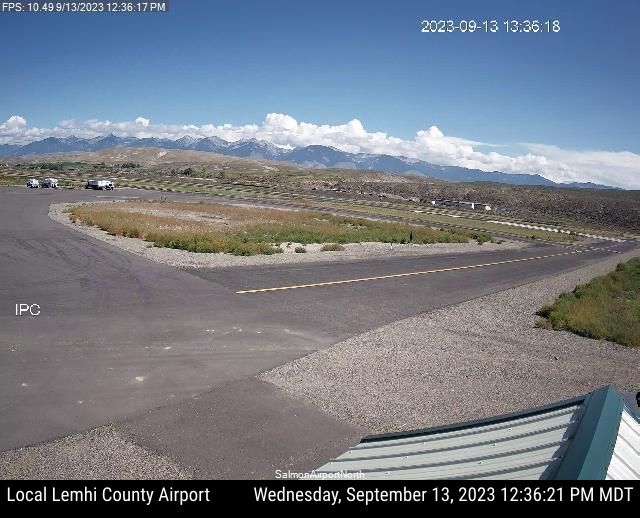 FPS: 10.49 9/13/2023 12:36:17 PM
2023-09-13 13:36:18
IPC
SalmonAirportNorth
Local Lemhi County Airport Wednesday, September 13, 2023 12:36:21 PM MDT